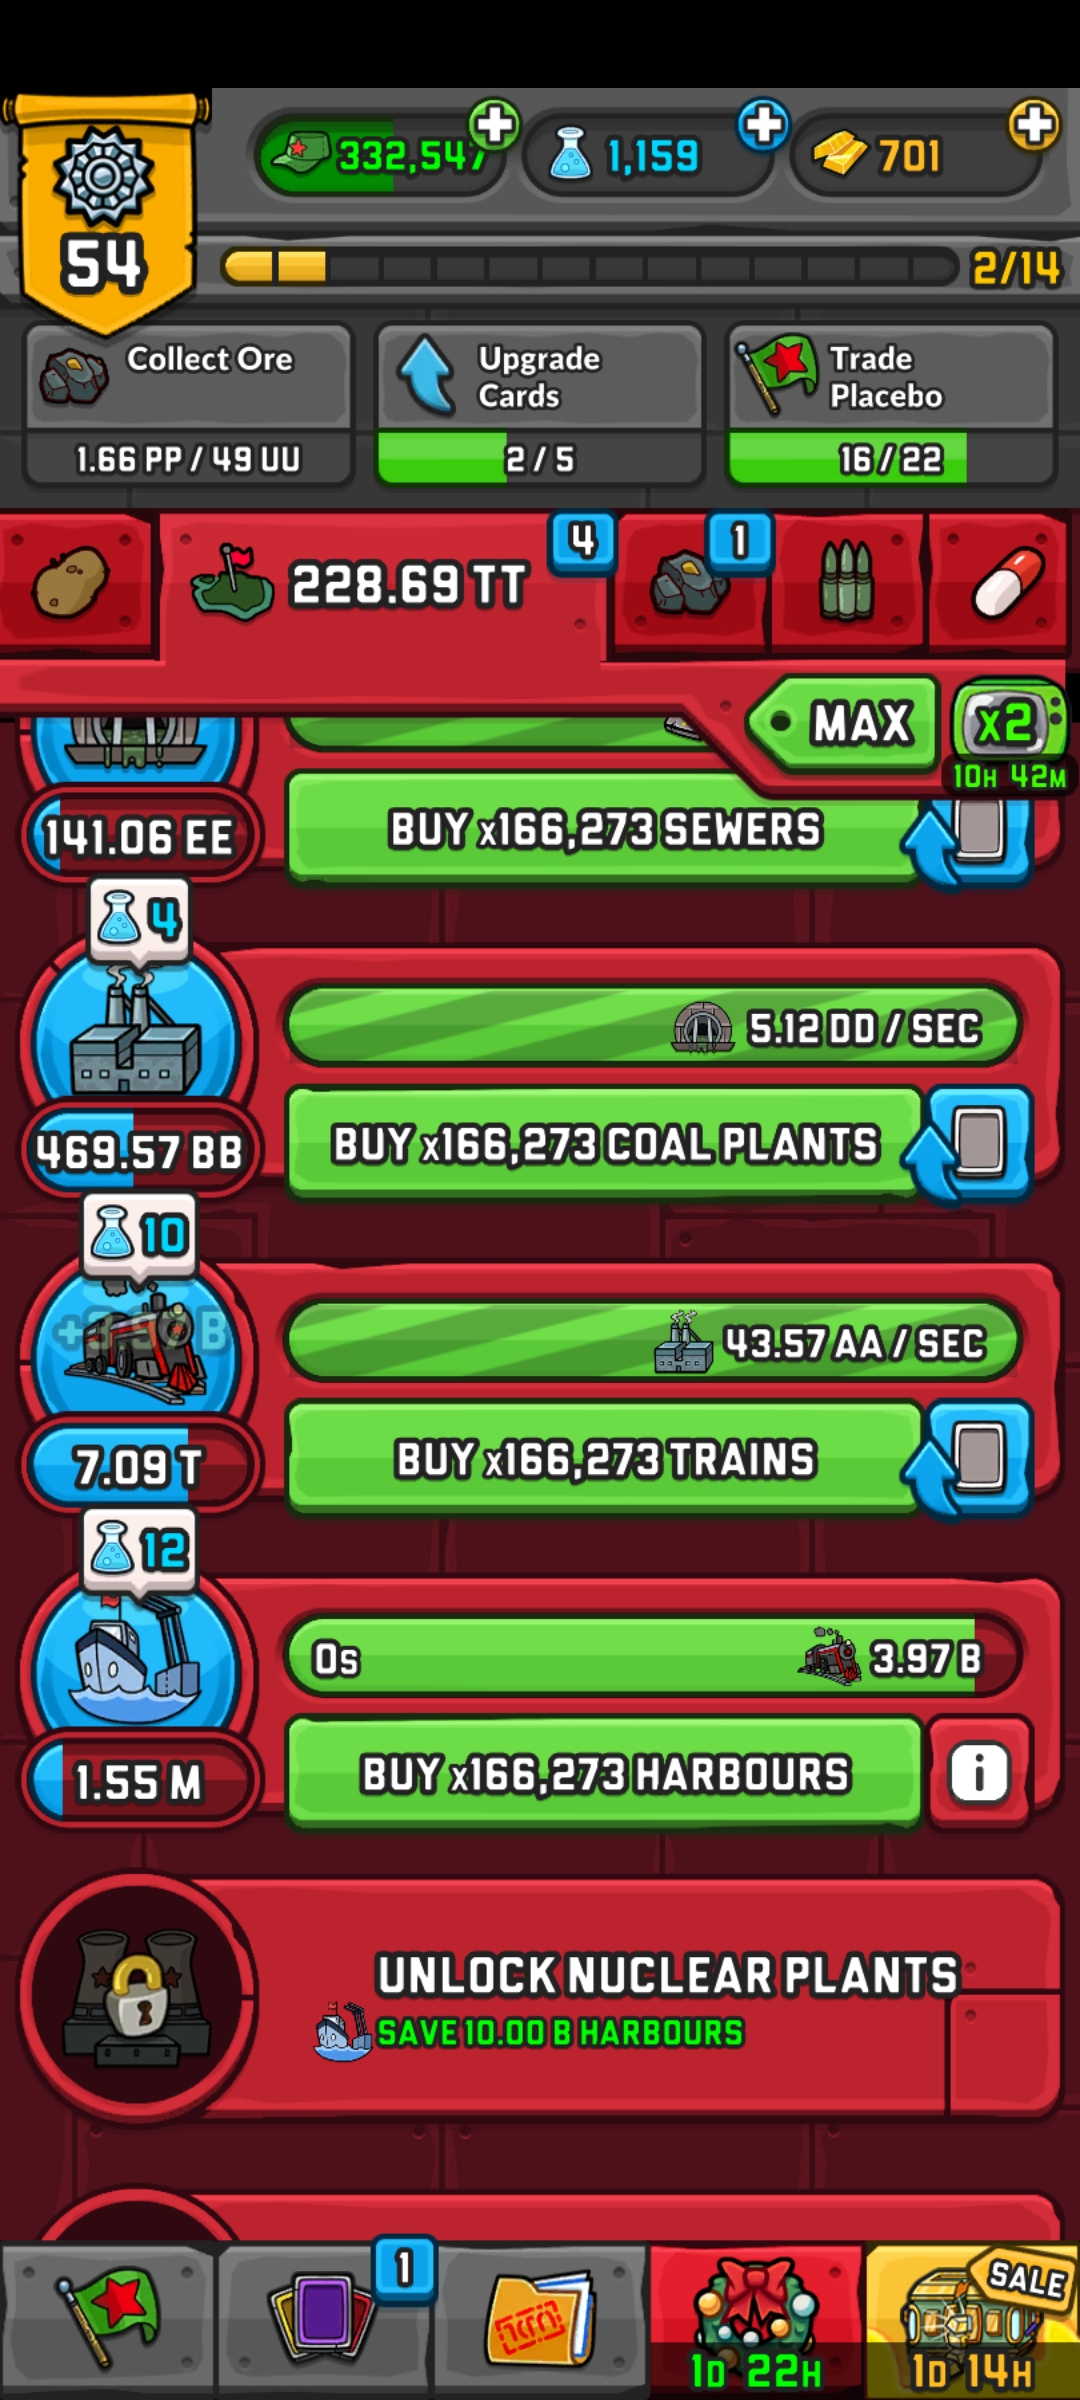 332,547
1,159
701
54
2/14
Collect Ore
1.66 PP / 49 UU
Upgrade
Cards
2 / 5
Trade
Placebo
16 / 22
228.69 TT
4
1
MAX
x2
10H 42M
141.06 EE
BUY x166,273 SEWERS
4
5.12 DD / SEC
469.57 BB
BUY x166,273 COAL PLANTS
10
43.57 AA / SEC
7.09 T
BUY x166,273 TRAINS
12
0s
3.97 B
1.55 M
BUY x166,273 HARBOURS
i
UNLOCK NUCLEAR PLANTS
SAVE 10.00 B HARBOURS
1
SALE
1D 22H
1D 14H